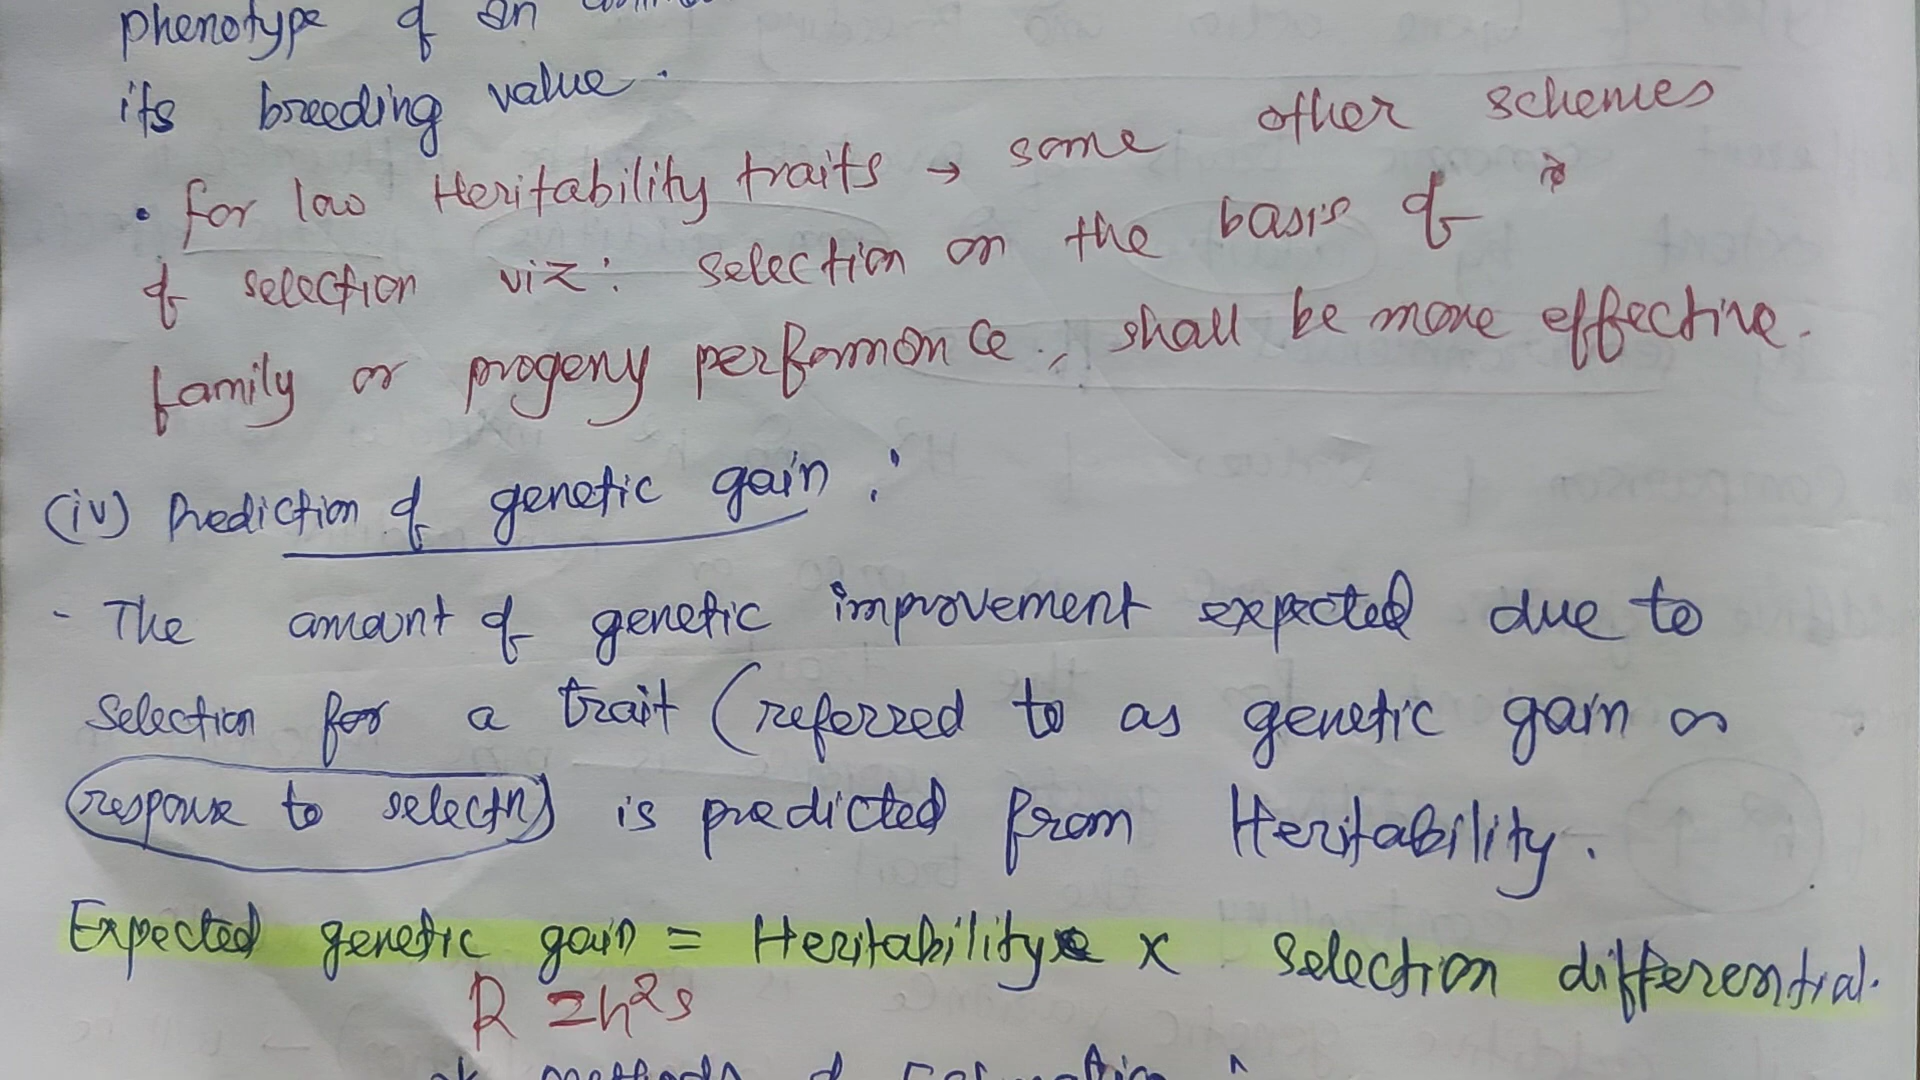 phenotype of an
its breeding value.
• for low Heritability traits → some other schemes
of selection viz: selection on the basis of
family or progeny performance, shall be more effective.
(iv) Prediction of genetic gain:
- The amount of genetic improvement expected due to
selection for a trait (referred to as genetic gain or
response to selectn) is predicted from Heritability.
Expected genetic gain = Heritability x selection differential.
R = h²s
methods of